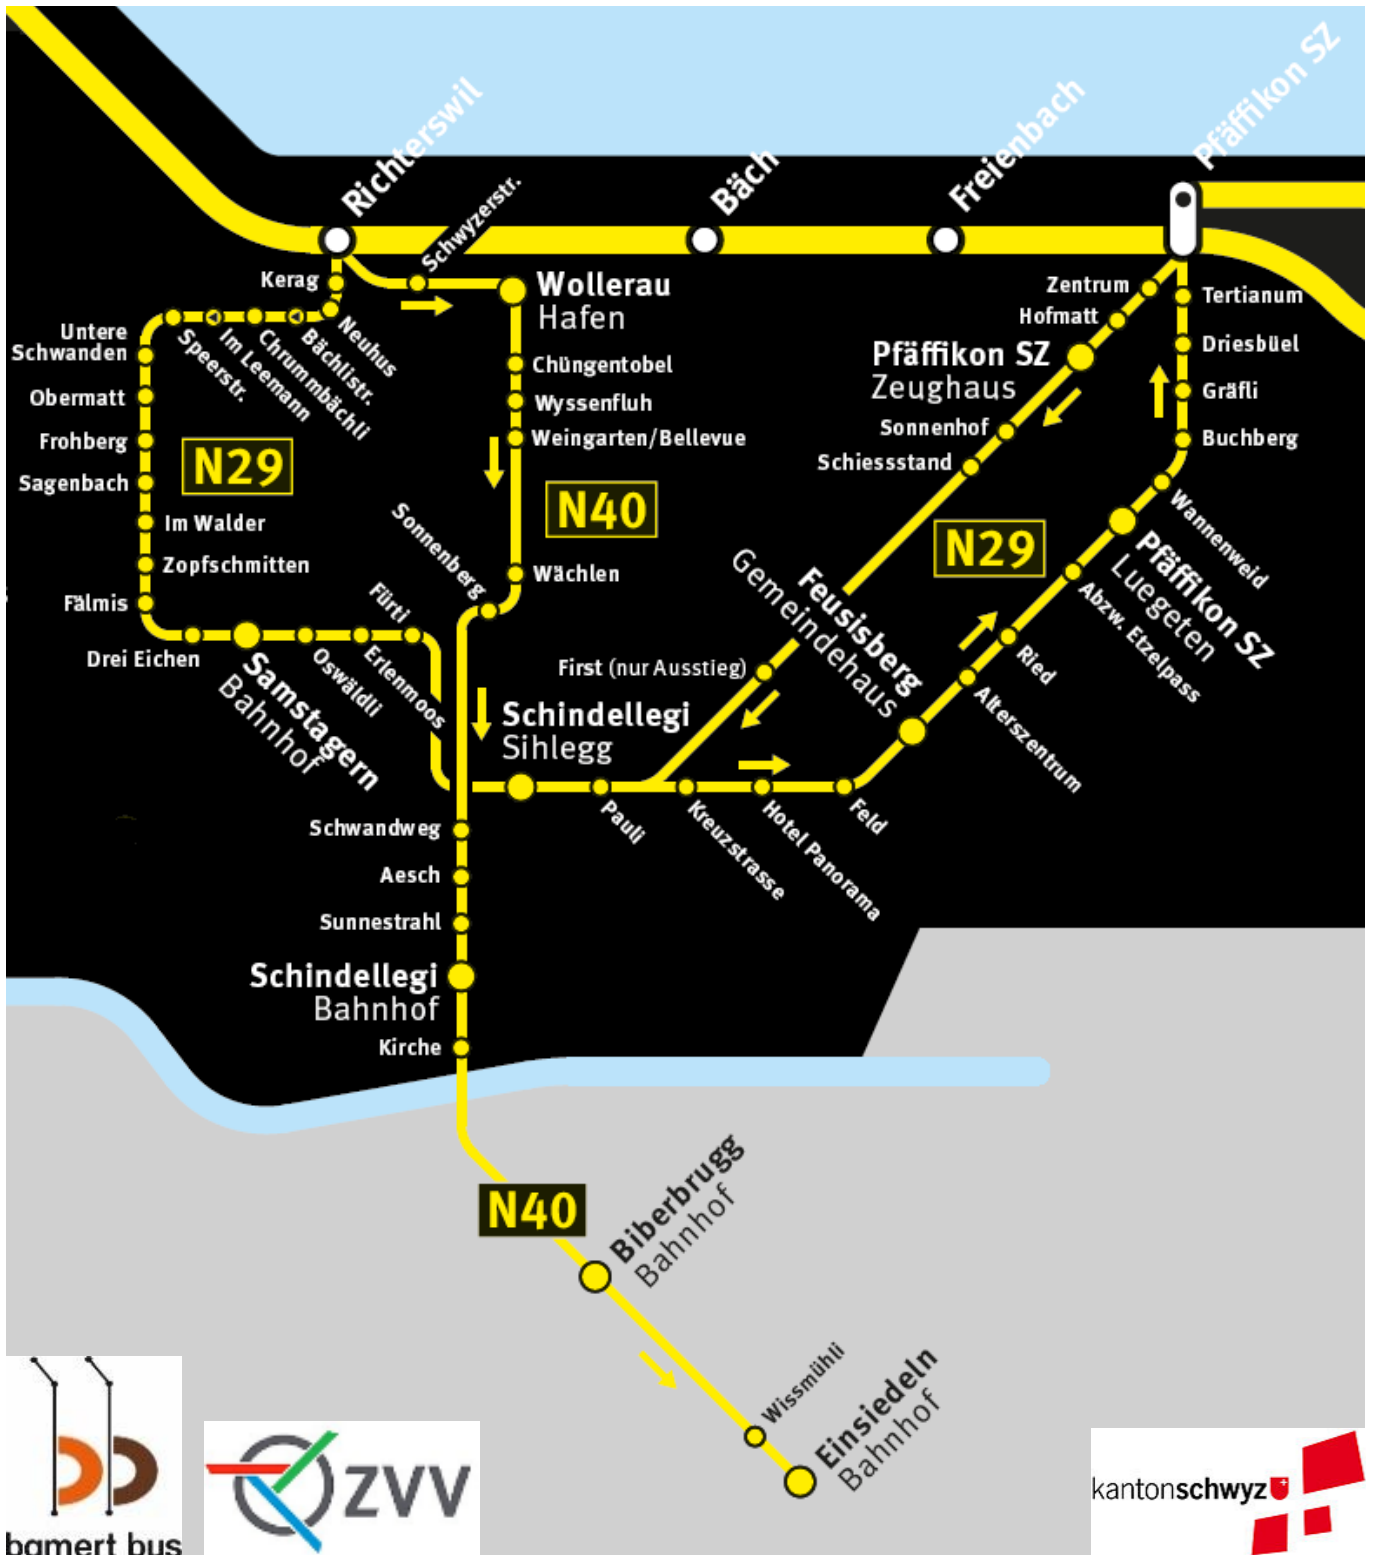 Richterswil
Bäch
Freienbach
Pfäffikon SZ
Schwyzerstr.
Kerag
Neuhus
Bächlistr.
Chrummbächli
Im Leemann
Speerstr.
Untere
Schwanden
Obermatt
Frohberg
Sagenbach
N29
Im Walder
Zopfschmitten
Fälmis
Drei Eichen
Samstagern
Bahnhof
Oswäldli
Erlenmoos
Fürti
Wollerau
Hafen
Chüngentobel
Wyssenfluh
Weingarten/Bellevue
N40
Wächlen
Sonnenberg
Zentrum
Hofmatt
Pfäffikon SZ
Zeughaus
Sonnenhof
Schiessstand
Tertianum
Driesbüel
Gräfli
Buchberg
Wannenweid
N29
Pfäffikon SZ
Luegeten
Abzw. Etzelpass
Ried
Alterszentrum
Feusisberg
Gemeindehaus
First (nur Ausstieg)
Schindellegi
Sihlegg
Pauli
Kreuzstrasse
Hotel Panorama
Feld
Schwandweg
Aesch
Sunnestrahl
Schindellegi
Bahnhof
Kirche
N40
Biberbrugg
Bahnhof
Wissmühli
Einsiedeln
Bahnhof
bamert bus
ZVV
kantonschwyz